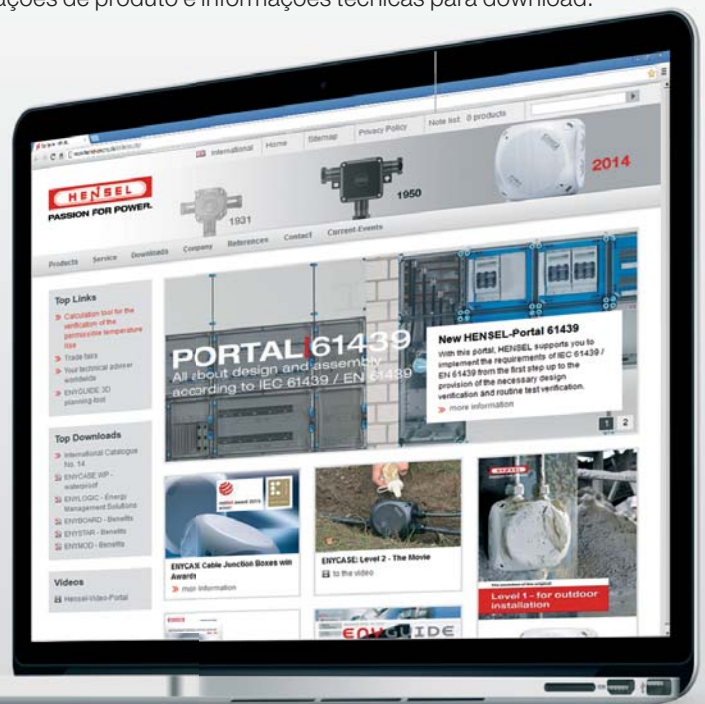 ações de produto e informações técnicas para download.
International
Home
Sitemap
Privacy Policy
Note list: 0 products
HENSEL
PASSION FOR POWER.
1931
1950
2014
Products
Service
Downloads
Company
References
Contact
Current Events
Top Links
Calculation tool for the
verification of the
permissible temperature
rise
Trade fairs
Your technical adviser
worldwide
ENYGUIDE 3D
planning-tool
PORTAL 61439
All about design and assembly
according to IEC 61439 / EN 61439
New HENSEL-Portal 61439
With this portal, HENSEL supports you to
implement the requirements of IEC 61439 /
EN 61439 from the first step up to the
provision of the necessary design
verification and routine test verification.
more information
1 2
Top Downloads
International Catalogue
No. 14
ENYCASE WP -
waterproof
ENYLOGIC - Energy
Management Solutions
ENYBOARD - Benefits
ENYSTAR - Benefits
ENYMOD - Benefits
Videos
Hensel-Video-Portal
ENYCASE Cable Junction Boxes win
Awards
more information
ENYCASE: Level 2 - The Movie
to the video
HENSEL
Level 1 - for outdoor
installation
ENYGUIDE